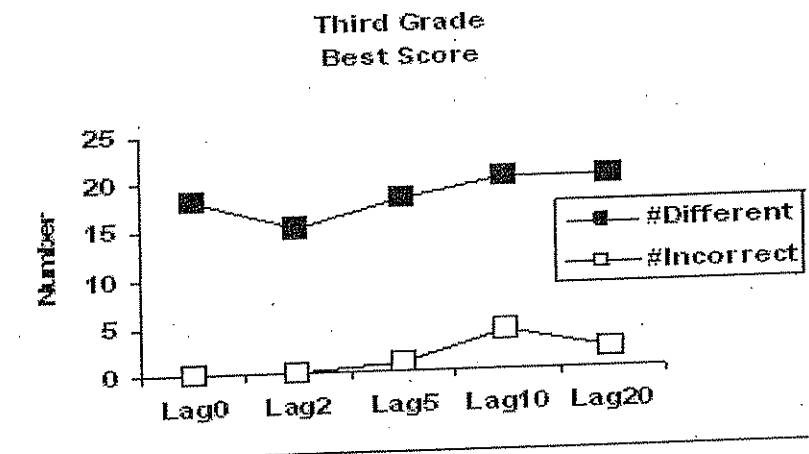 Third Grade
Best Score
25
20
15
10
5
0
Number
#Different
#Incorrect
Lag0 Lag2 Lag5 Lag10 Lag20